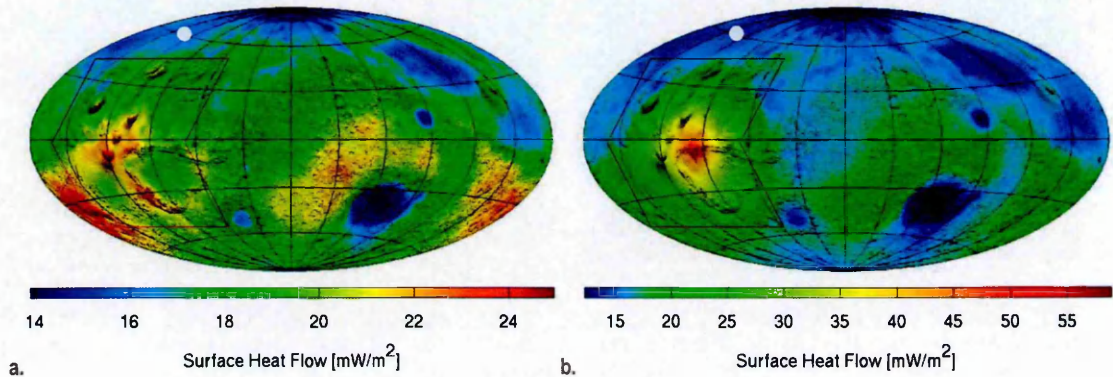 14 16 18 20 22 24
Surface Heat Flow [mW/m²]
a.
15 20 25 30 35 40 45 50 55
Surface Heat Flow [mW/m²]
b.